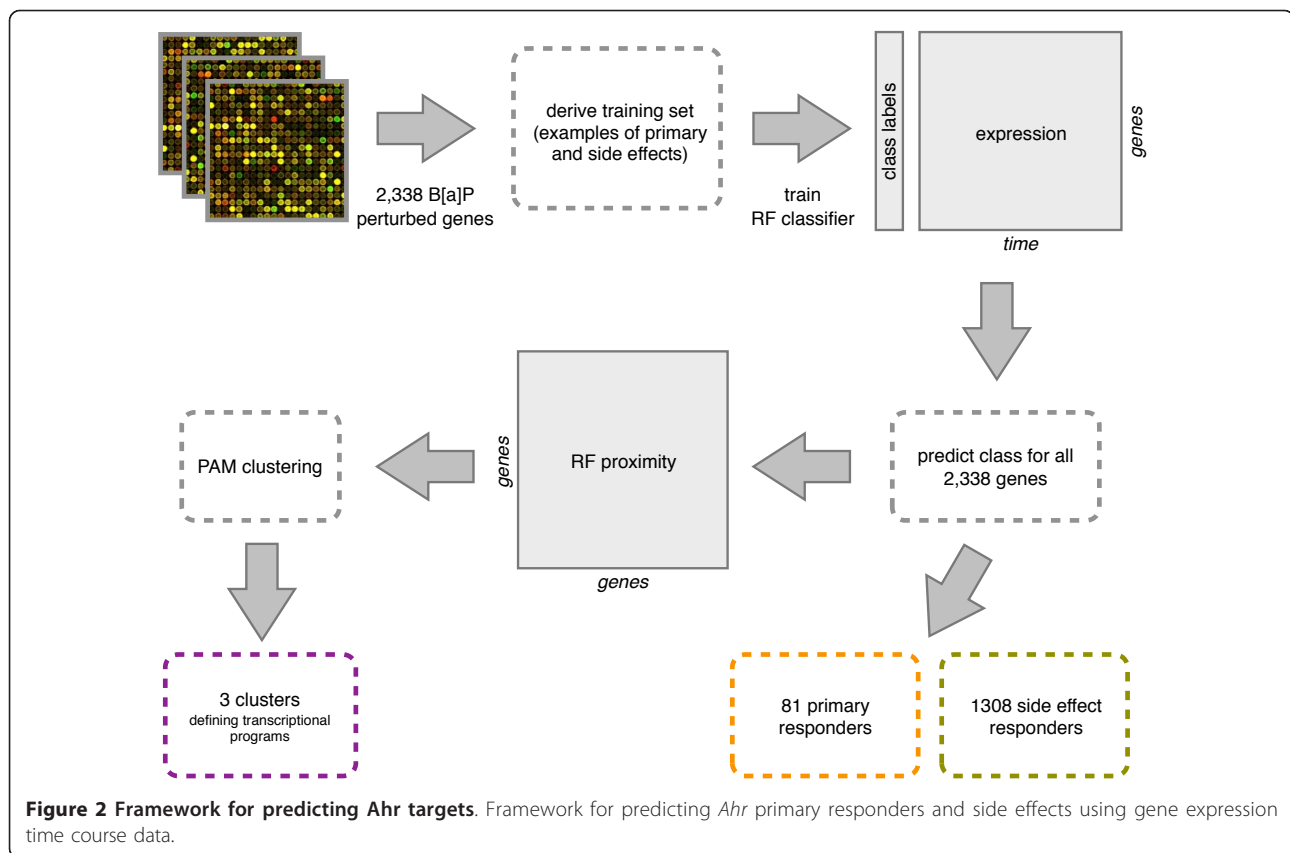 2,338 B[a]P
perturbed genes
derive training set
(examples of primary
and side effects)
train
RF classifier
class labels
expression
genes
time
PAM clustering
genes
RF proximity
genes
predict class for all
2,338 genes
3 clusters
defining transcriptional
programs
81 primary
responders
1308 side effect
responders
Figure 2 Framework for predicting Ahr targets. Framework for predicting Ahr primary responders and side effects using gene expression
time course data.